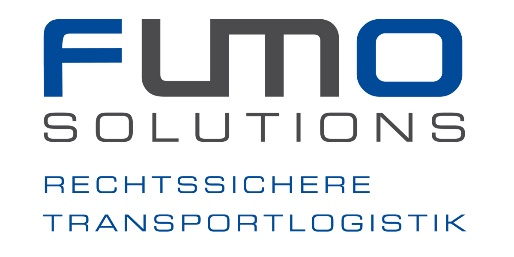 FUMO
SOLUTIONS
RECHTSSICHERE
TRANSPORTLOGISTIK